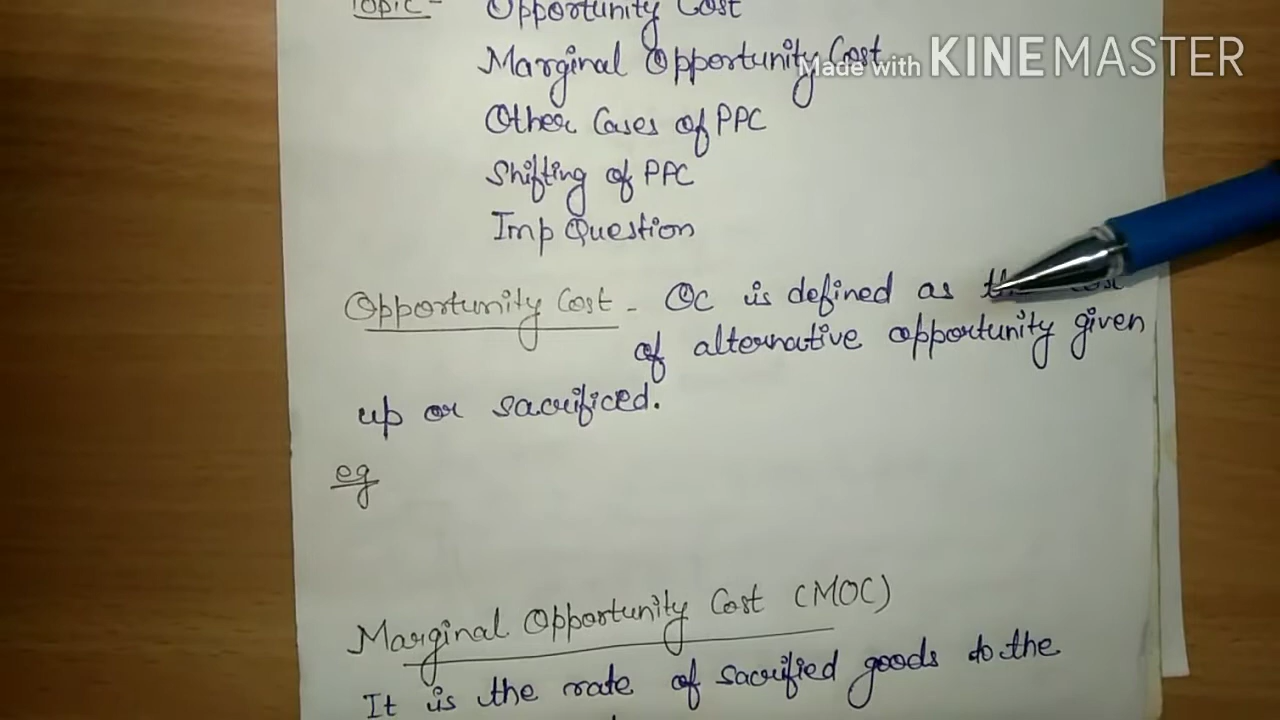 Topic - Opportunity Cost
Marginal Opportunity Cost
Made with KINEMASTER
Other Cases of PPC
Shifting of PPC
Imp Question
Opportunity Cost - OC is defined as the cost
of alternative opportunity given
up or sacrificed.
eg
Marginal Opportunity Cost (MOC)
It is the rate of sacrified goods to the